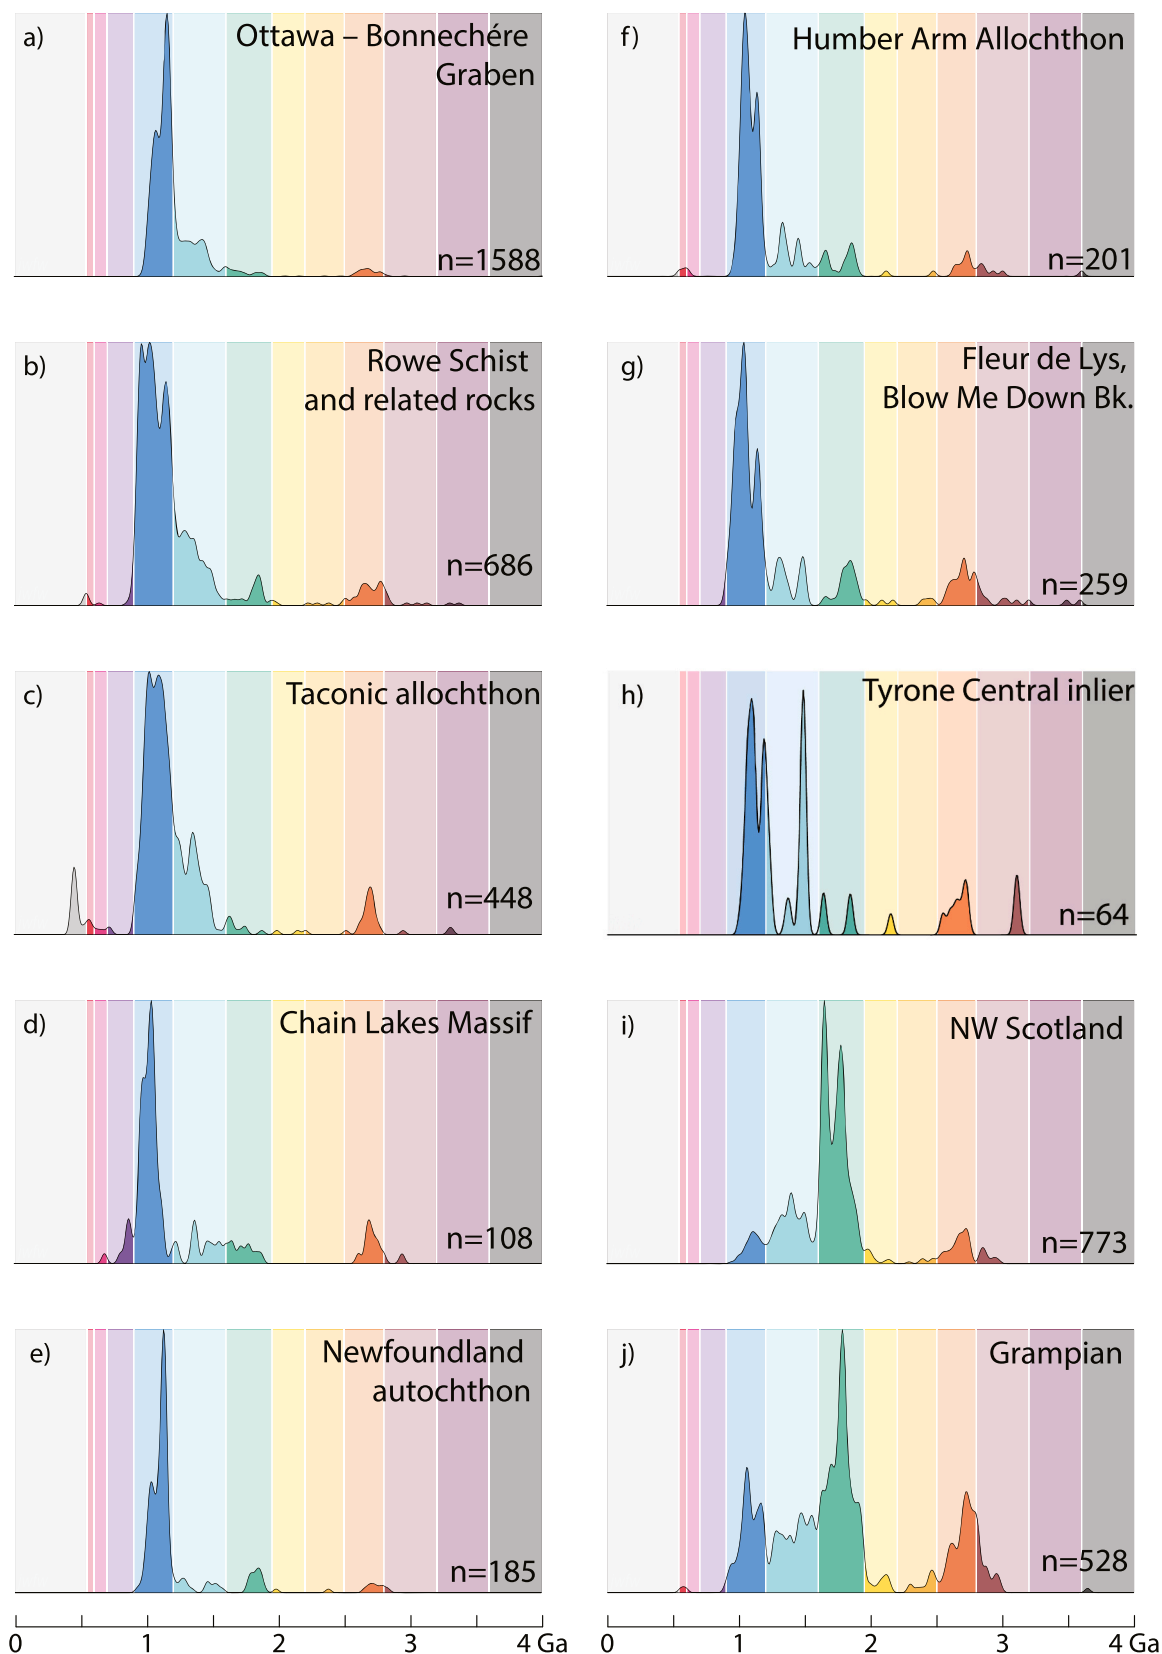 a)
Ottawa – Bonnechére
Graben
n=1588
b)
Rowe Schist
and related rocks
n=686
c)
Taconic allochthon
n=448
d)
Chain Lakes Massif
n=108
e)
Newfoundland
autochthon
n=185
0 1 2 3 4 Ga
f)
Humber Arm Allochthon
n=201
g)
Fleur de Lys,
Blow Me Down Bk.
n=259
h)
Tyrone Central inlier
n=64
i)
NW Scotland
n=773
j)
Grampian
n=528
0 1 2 3 4 Ga